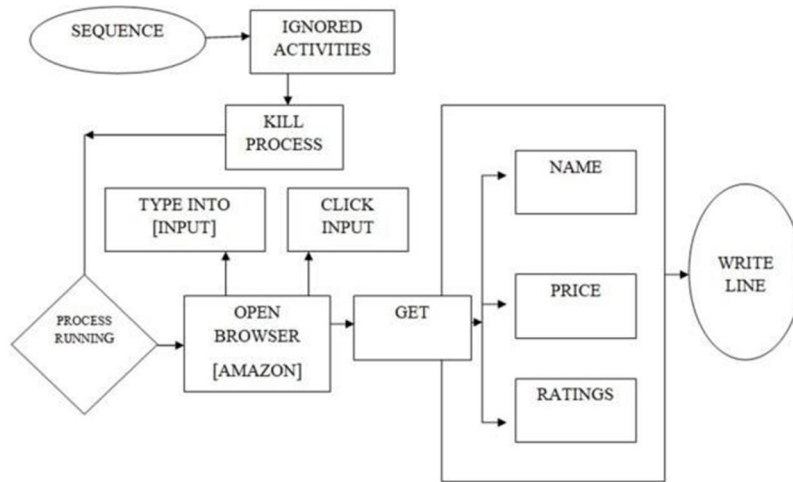 SEQUENCE
IGNORED
ACTIVITIES
KILL
PROCESS
TYPE INTO
[INPUT]
CLICK
INPUT
PROCESS
RUNNING
OPEN
BROWSER
[AMAZON]
GET
NAME
PRICE
RATINGS
WRITE
LINE